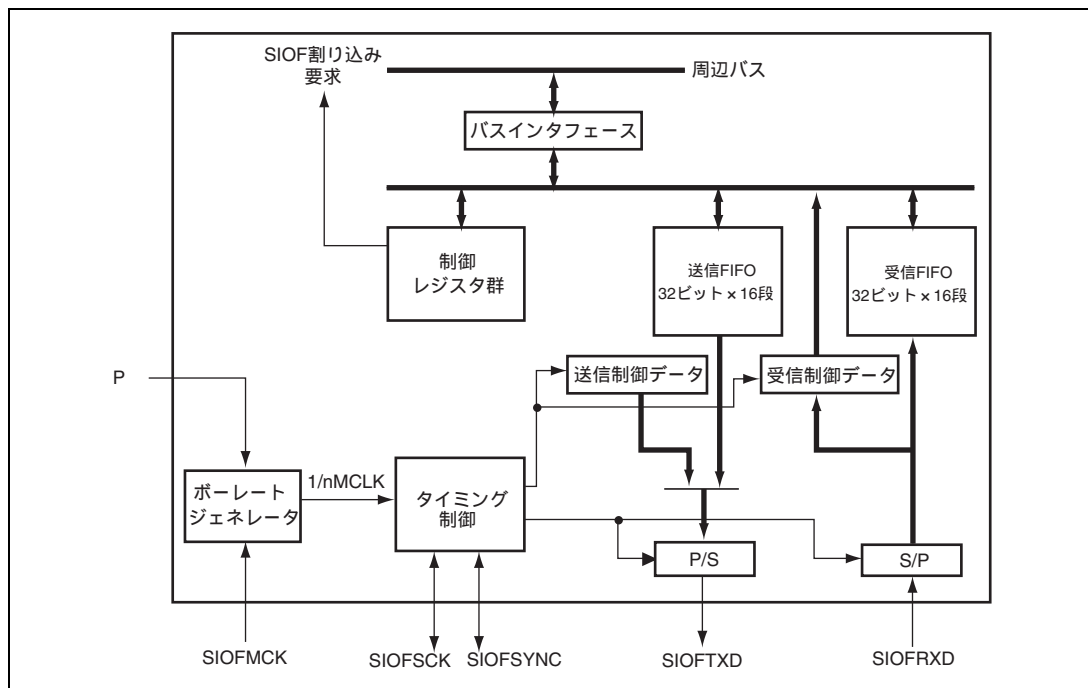 SIOF割り込み
要求
周辺バス
バスインタフェース
制御
レジスタ群
送信FIFO
32ビット×16段
受信FIFO
32ビット×16段
送信制御データ
受信制御データ
P
ボーレート
ジェネレータ
1/nMCLK
タイミング
制御
P/S
S/P
SIOFMCK
SIOFSCK
SIOFSYNC
SIOFTXD
SIOFRXD